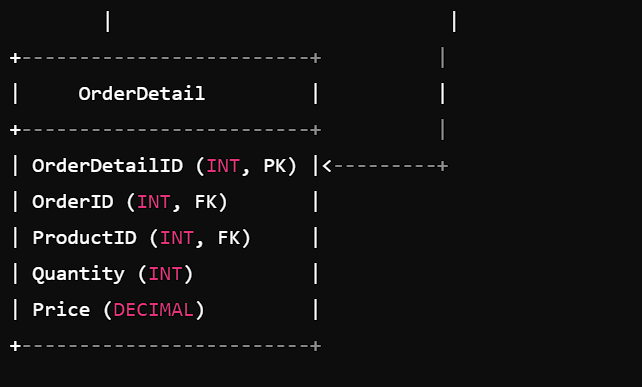 |                             |
+-------------------------+          |
|     OrderDetail         |          |
+-------------------------+          |
| OrderDetailID (INT, PK) |<---------+
| OrderID (INT, FK)       |
| ProductID (INT, FK)     |
| Quantity (INT)          |
| Price (DECIMAL)         |
+-------------------------+